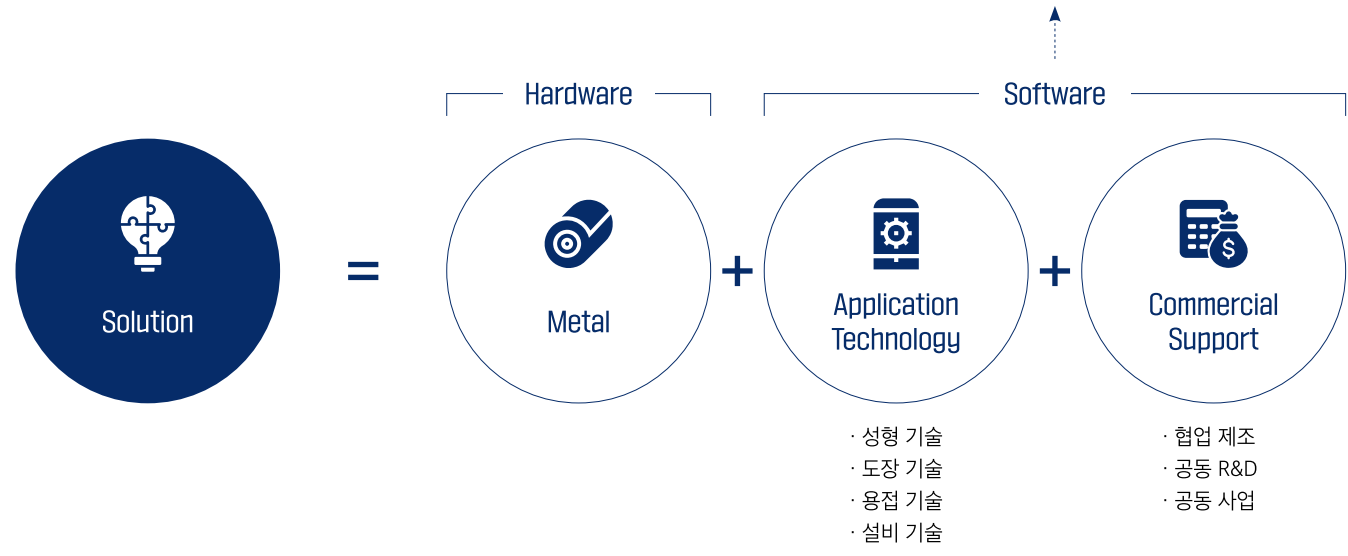 Hardware
Software
Solution
=
Metal
+
Application
Technology
+
Commercial
Support
· 성형 기술
· 도장 기술
· 용접 기술
· 설비 기술
· 협업 제조
· 공동 R&D
· 공동 사업
$